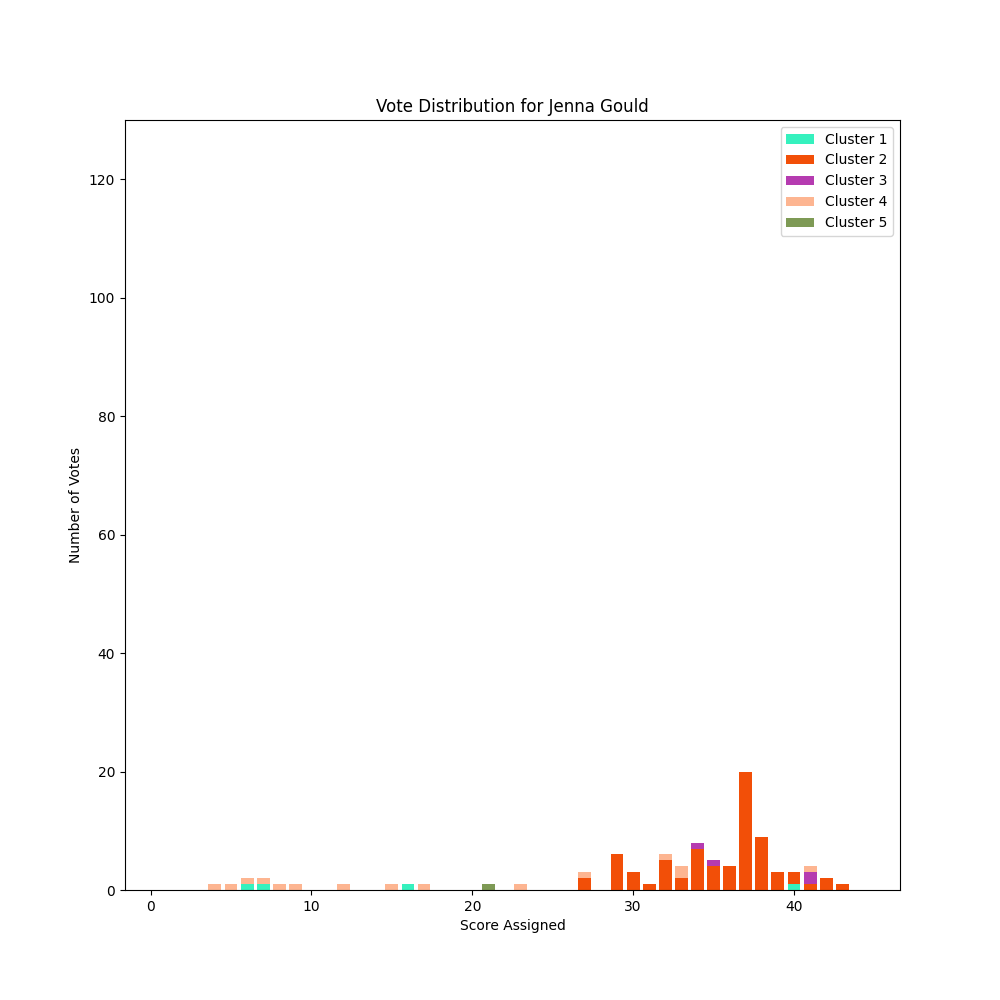 Vote Distribution for Jenna Gould
Cluster 1
Cluster 2
Cluster 3
Cluster 4
Cluster 5
120
100
80
60
40
20
0
Number of Votes
0 10 20 30 40
Score Assigned